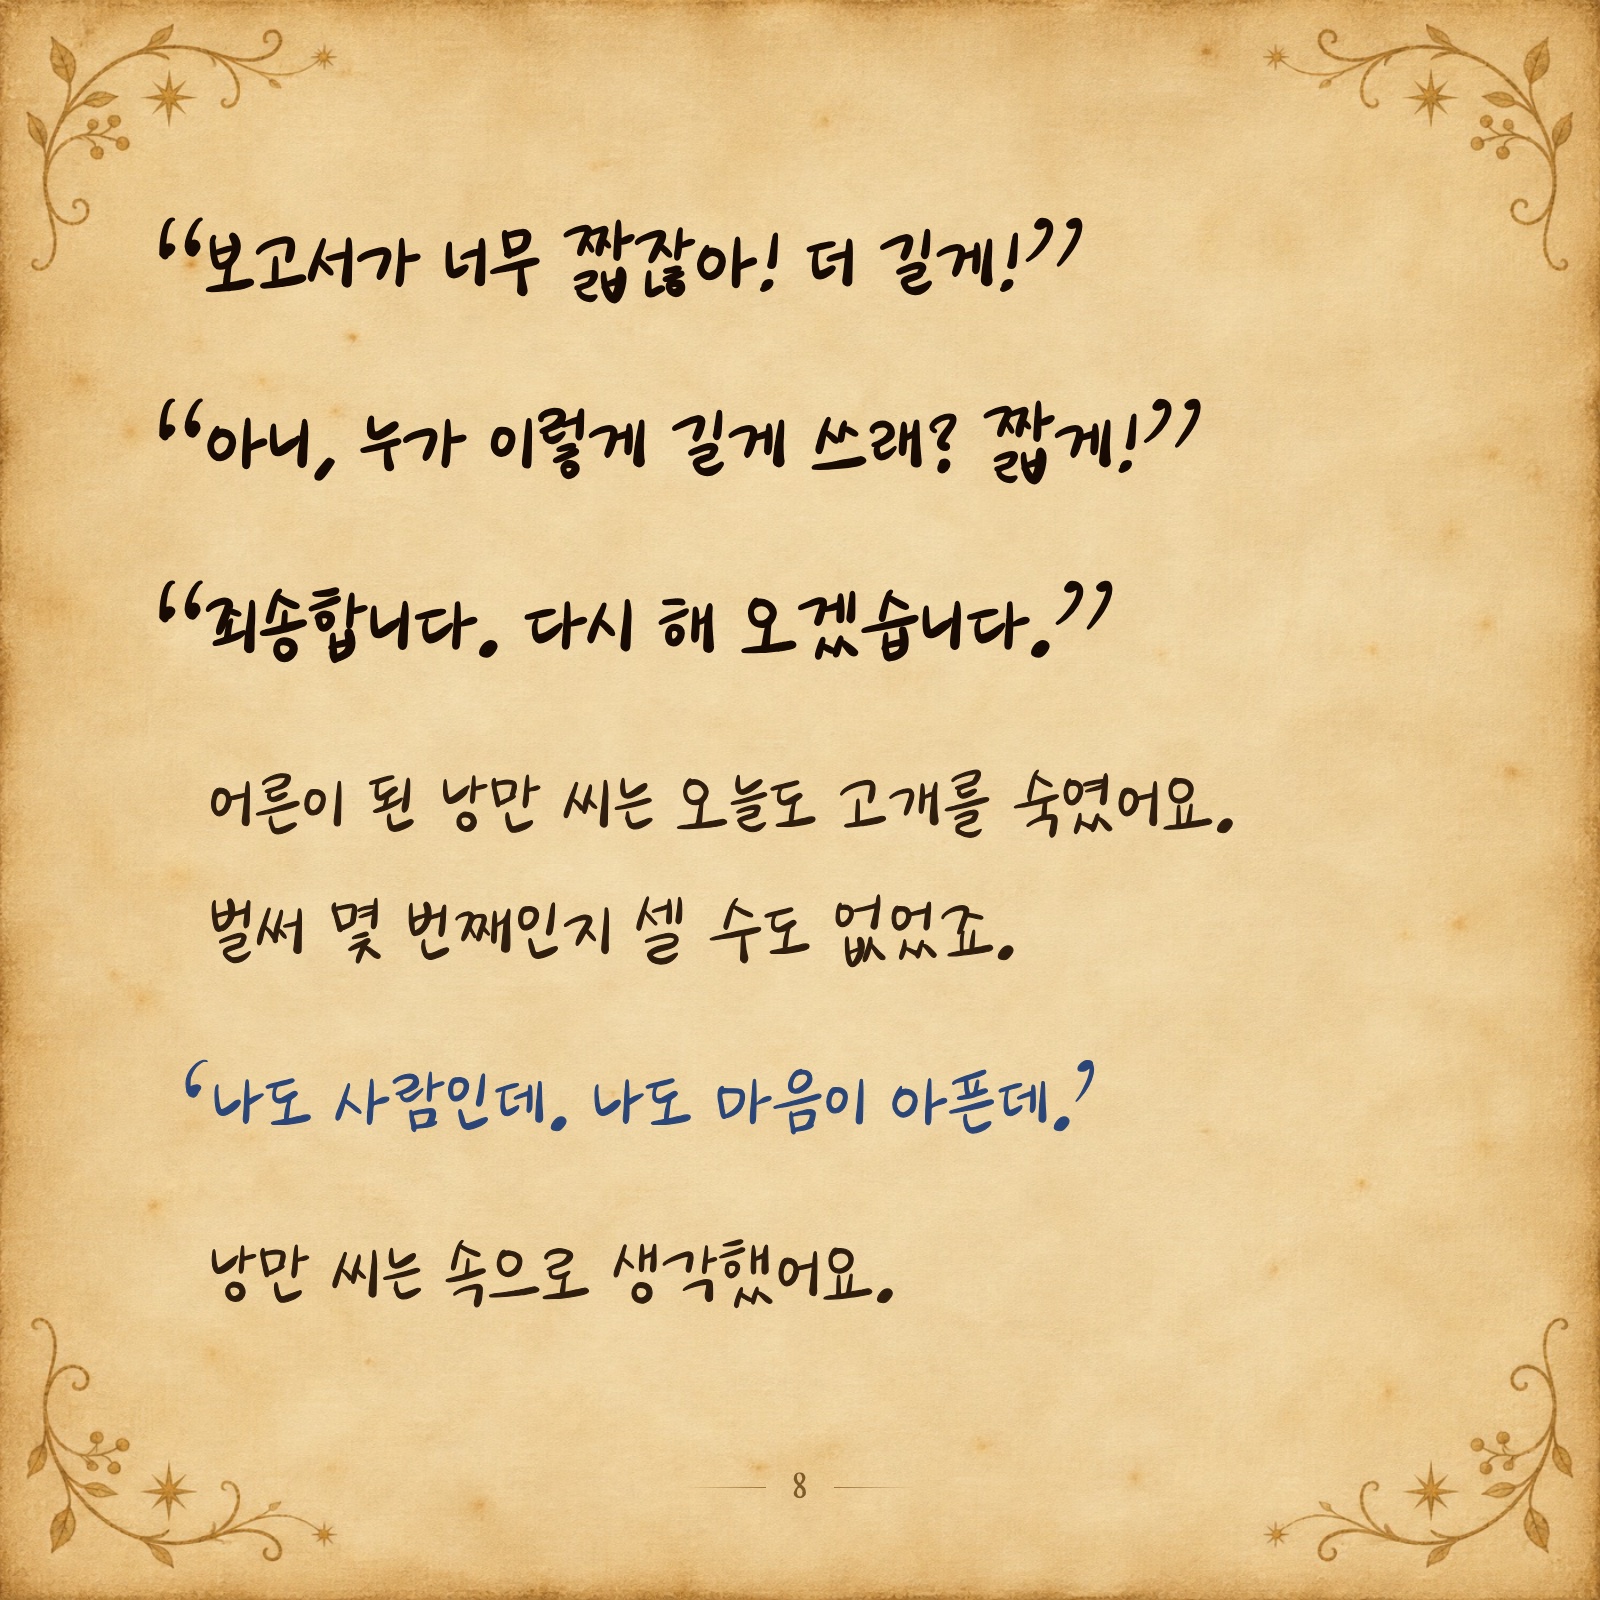 “보고서가 너무 짧잖아! 더 길게!”
“아니, 누가 이렇게 길게 쓰래? 짧게!”
“죄송합니다. 다시 해 오겠습니다.”
어른이 된 낭만 씨는 오늘도 고개를 숙였어요.
벌써 몇 번째인지 셀 수도 없었죠.
‘나도 사람인데. 나도 마음이 아픈데.’
낭만 씨는 속으로 생각했어요.
8